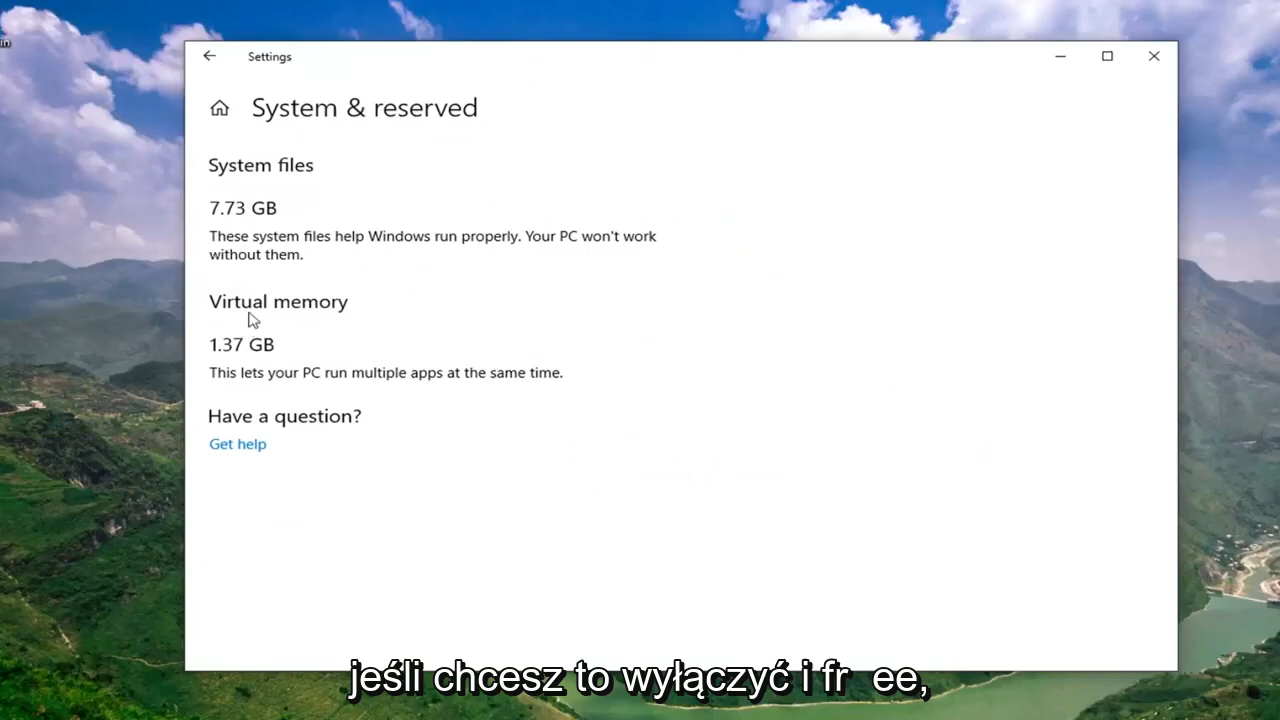 in
Settings
System & reserved
System files
7.73 GB
These system files help Windows run properly. Your PC won't work
without them.
Virtual memory
1.37 GB
This lets your PC run multiple apps at the same time.
Have a question?
Get help
jeśli chcesz to wyłączyć i fr ee,